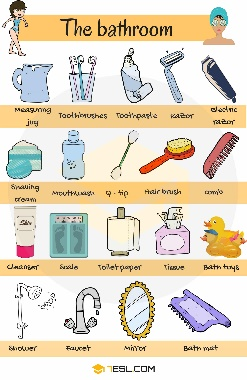 The bathroom
Measuring jug
Toothbrushes
Toothpaste
Razor
Electric razor
Shaving cream
Mouthwash
Q - tip
Hair brush
comb
Cleanser
Scale
Toilet paper
Tissue
Bath toys
Shower
Faucet
Mirror
Bath mat
7ESL.COM